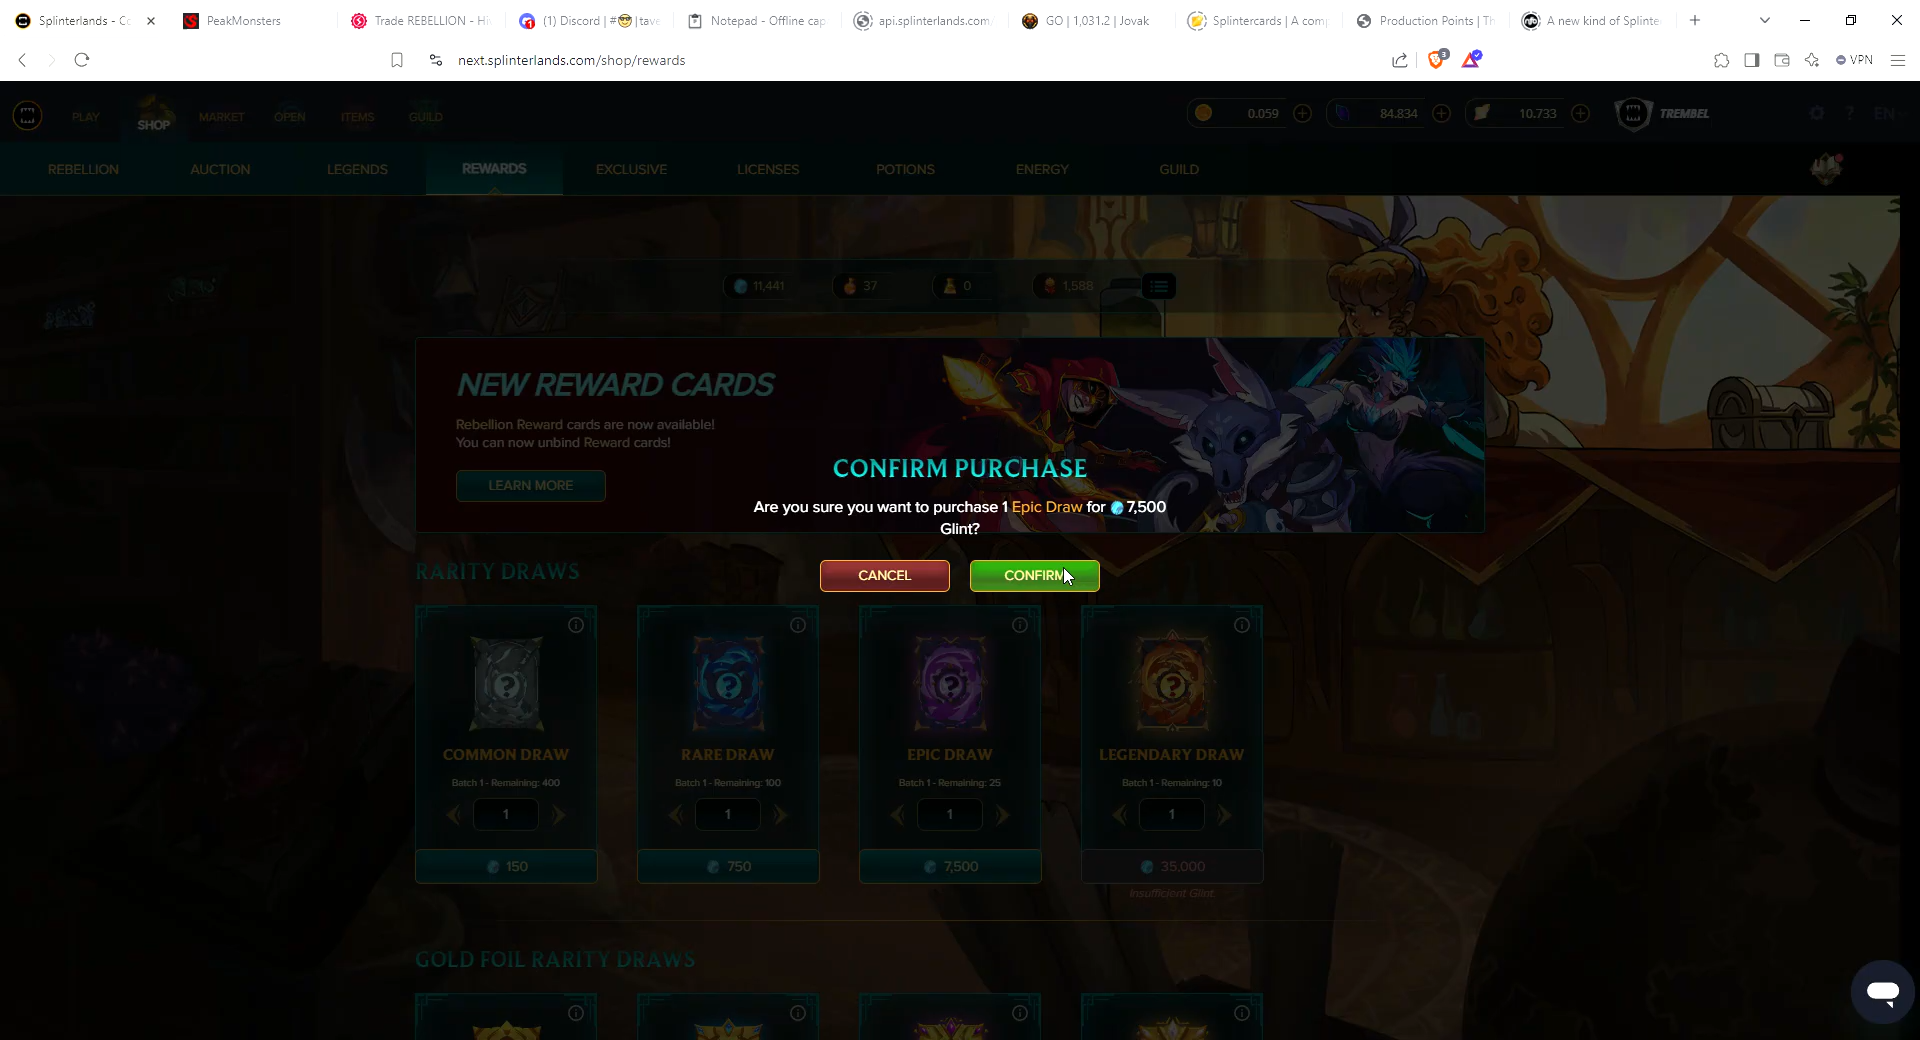 Splinterlands - Co
PeakMonsters
Trade REBELLION - Hi
(1) Discord | #😎|tave
Notepad - Offline cap
api.splinterlands.com/
GO | 1,031.2 | Jovak
Splintercards | A comp
Production Points | Th
A new kind of Splinte
next.splinterlands.com/shop/rewards
3
VPN
PLAY
SHOP
MARKET
OPEN
ITEMS
GUILD
0.059
84.834
10.733
TREMBEL
?
EN
REBELLION
AUCTION
LEGENDS
REWARDS
EXCLUSIVE
LICENSES
POTIONS
ENERGY
GUILD
11,441
37
0
1,588
NEW REWARD CARDS
Rebellion Reward cards are now available!
You can now unbind Reward cards!
LEARN MORE
CONFIRM PURCHASE
Are you sure you want to purchase 1 Epic Draw for 7,500
Glint?
CANCEL
CONFIRM
RARITY DRAWS
COMMON DRAW
Batch 1 - Remaining: 400
1
150
RARE DRAW
Batch 1 - Remaining: 100
1
750
EPIC DRAW
Batch 1 - Remaining: 25
1
7,500
LEGENDARY DRAW
Batch 1 - Remaining: 10
1
35,000
Insufficient Glint
GOLD FOIL RARITY DRAWS